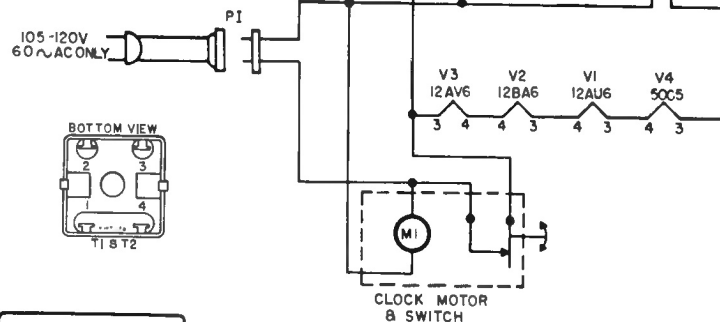 PI
105-120V
60~AC ONLY
V3
12AV6
V2
12BA6
V1
12AU6
V4
50C5
3 4 4 3 4 3 4 3
BOTTOM VIEW
2 3
1 4
T1 & T2
M1
CLOCK MOTOR
& SWITCH